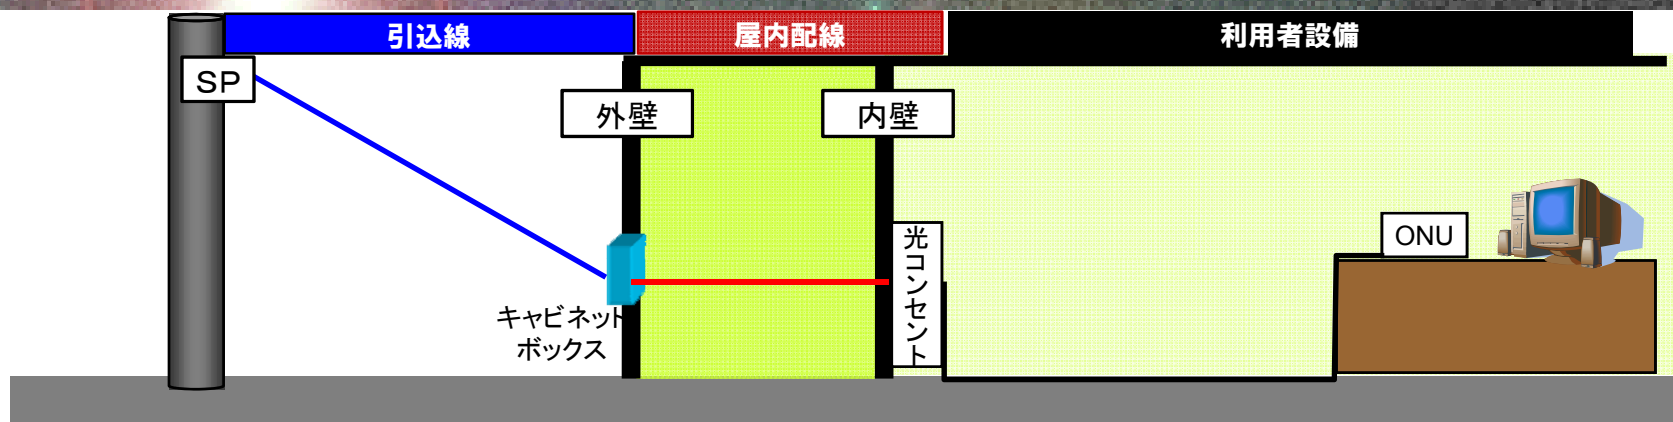 引込線
屋内配線
利用者設備
SP
外壁
内壁
光コンセント
ONU
キャビネット
ボックス